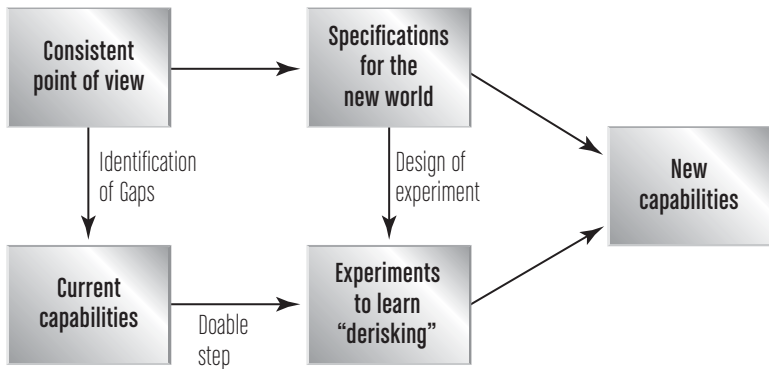 Consistent
point of view
Specifications
for the
new world
Identification
of Gaps
Design of
experiment
New
capabilities
Current
capabilities
Doable
step
Experiments
to learn
“derisking”